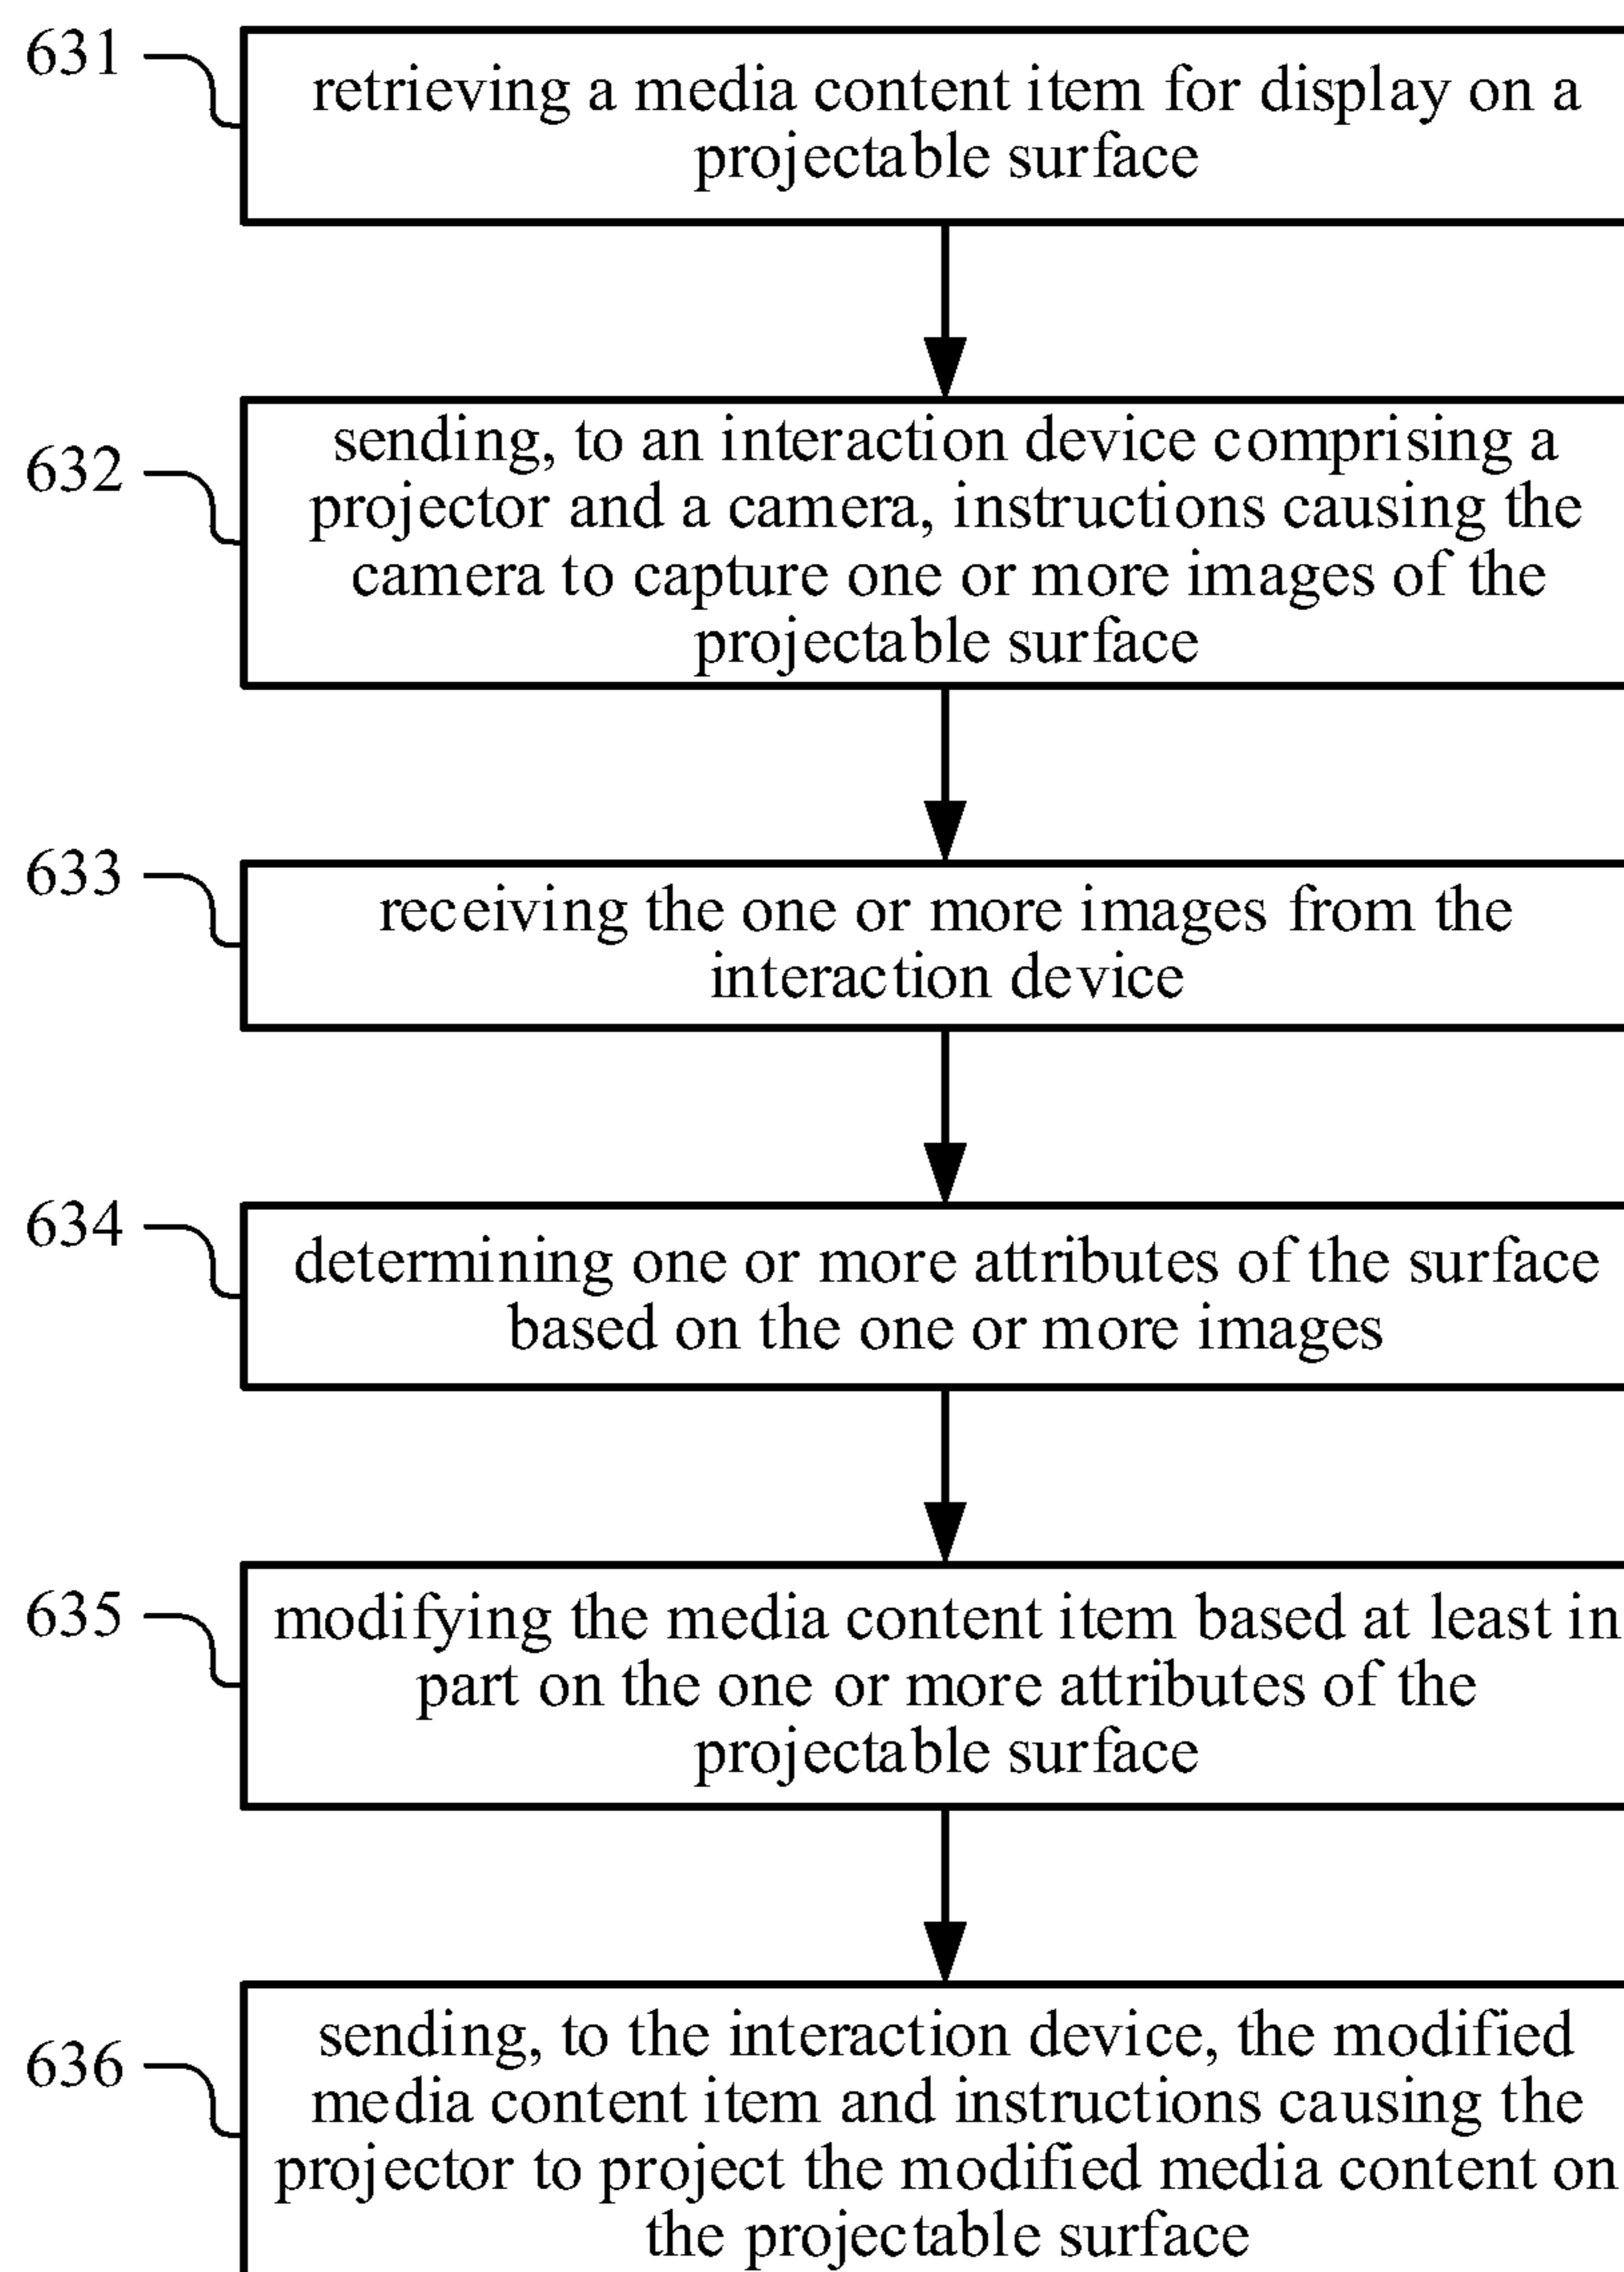 631
retrieving a media content item for display on a
projectable surface
632
sending, to an interaction device comprising a
projector and a camera, instructions causing the
camera to capture one or more images of the
projectable surface
633
receiving the one or more images from the
interaction device
634
determining one or more attributes of the surface
based on the one or more images
635
modifying the media content item based at least in
part on the one or more attributes of the
projectable surface
636
sending, to the interaction device, the modified
media content item and instructions causing the
projector to project the modified media content on
the projectable surface